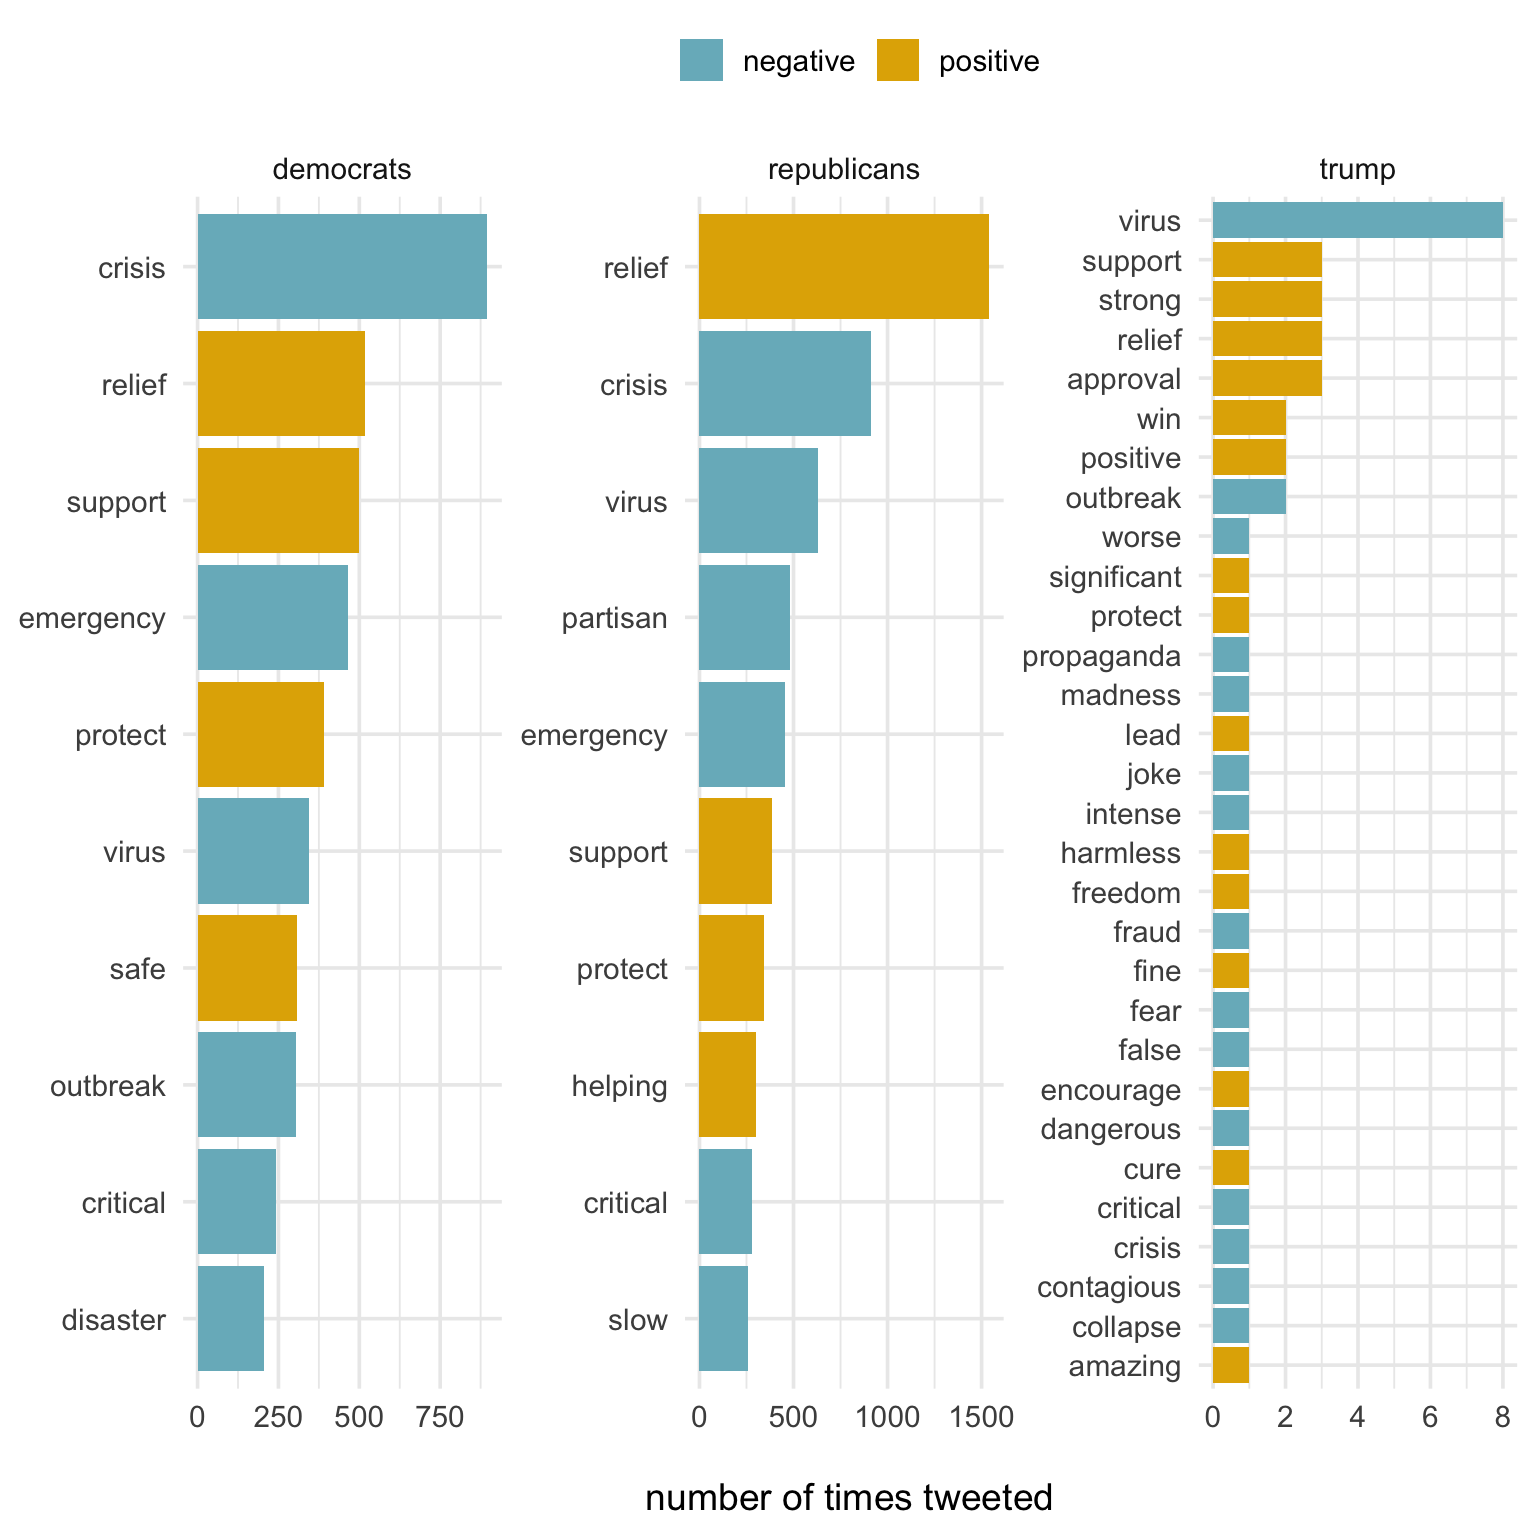 negative positive
democrats
crisis
relief
support
emergency
protect
virus
safe
outbreak
critical
disaster
0 250 500 750
republicans
relief
crisis
virus
partisan
emergency
support
protect
helping
critical
slow
0 500 1000 1500
trump
virus
support
strong
relief
approval
win
positive
outbreak
worse
significant
protect
propaganda
madness
lead
joke
intense
harmless
freedom
fraud
fine
fear
false
encourage
dangerous
cure
critical
crisis
contagious
collapse
amazing
0 2 4 6 8
number of times tweeted